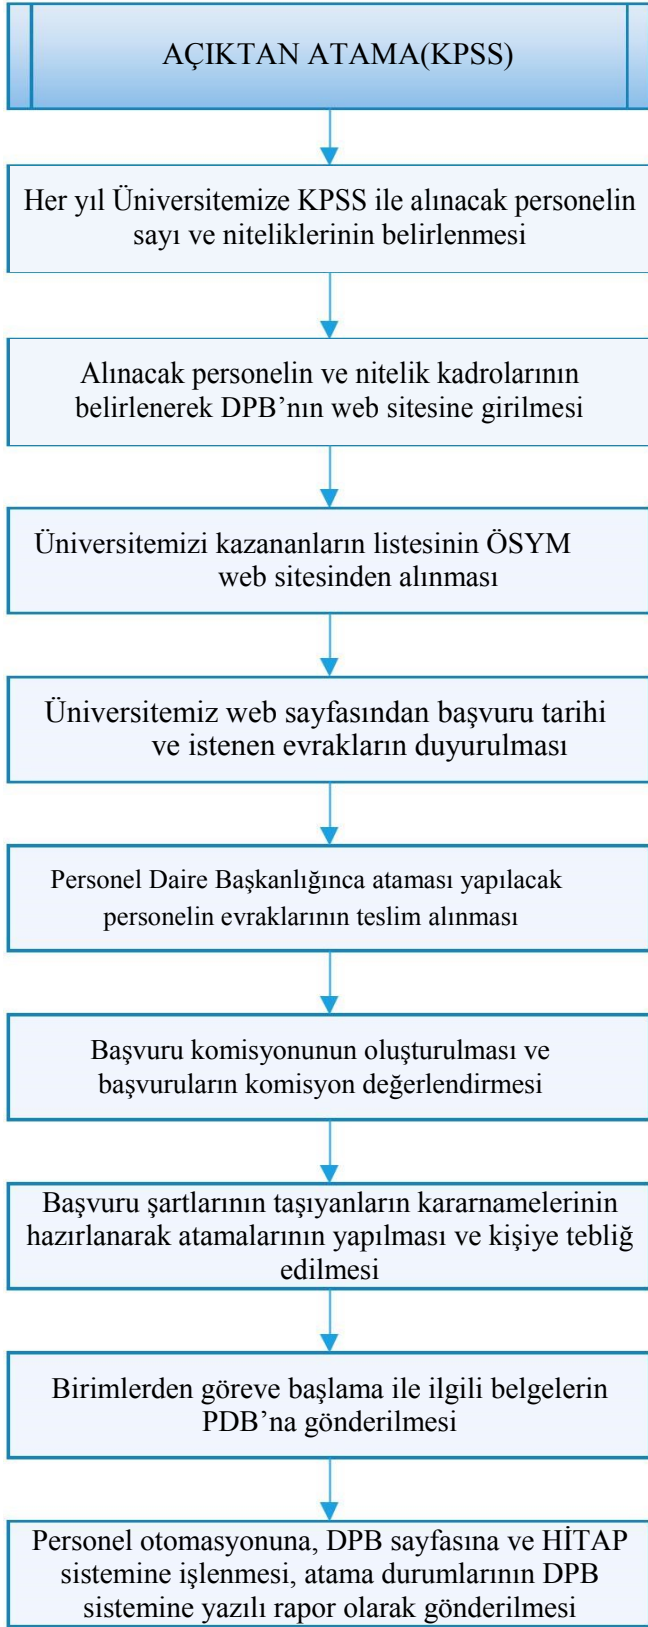 AÇIKTAN ATAMA(KPSS)
Her yıl Üniversitemize KPSS ile alınacak personelin
sayı ve niteliklerinin belirlenmesi
Alınacak personelin ve nitelik kadrolarının
belirlenerek DPB’nın web sitesine girilmesi
Üniversitemizi kazananların listesinin ÖSYM
web sitesinden alınması
Üniversitemiz web sayfasından başvuru tarihi
ve istenen evrakların duyurulması
Personel Daire Başkanlığınca ataması yapılacak
personelin evraklarının teslim alınması
Başvuru komisyonunun oluşturulması ve
başvuruların komisyon değerlendirmesi
Başvuru şartlarının taşıyanların kararnamelerinin
hazırlanarak atamalarının yapılması ve kişiye tebliğ
edilmesi
Birimlerden göreve başlama ile ilgili belgelerin
PDB’na gönderilmesi
Personel otomasyonuna, DPB sayfasına ve HİTAP
sistemine işlenmesi, atama durumlarının DPB
sistemine yazılı rapor olarak gönderilmesi